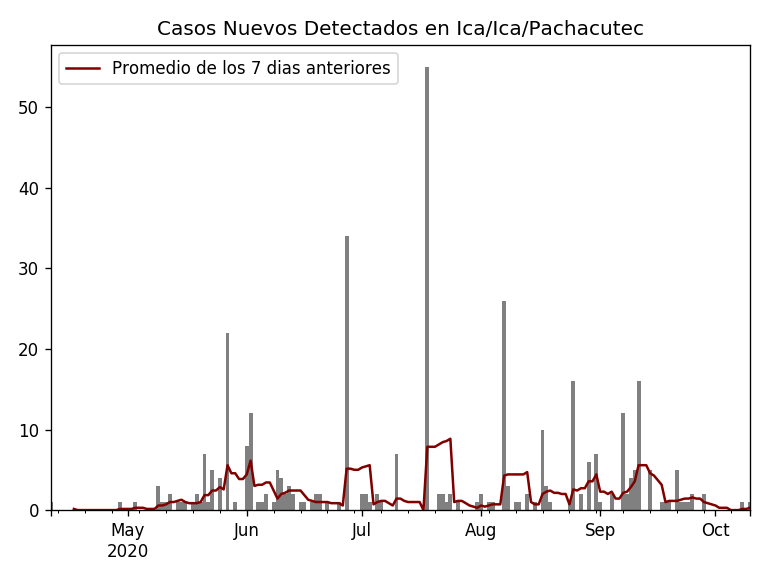 Casos Nuevos Detectados en Ica/Ica/Pachacutec
Promedio de los 7 dias anteriores
50
40
30
20
10
0
May Jun Jul Aug Sep Oct
2020